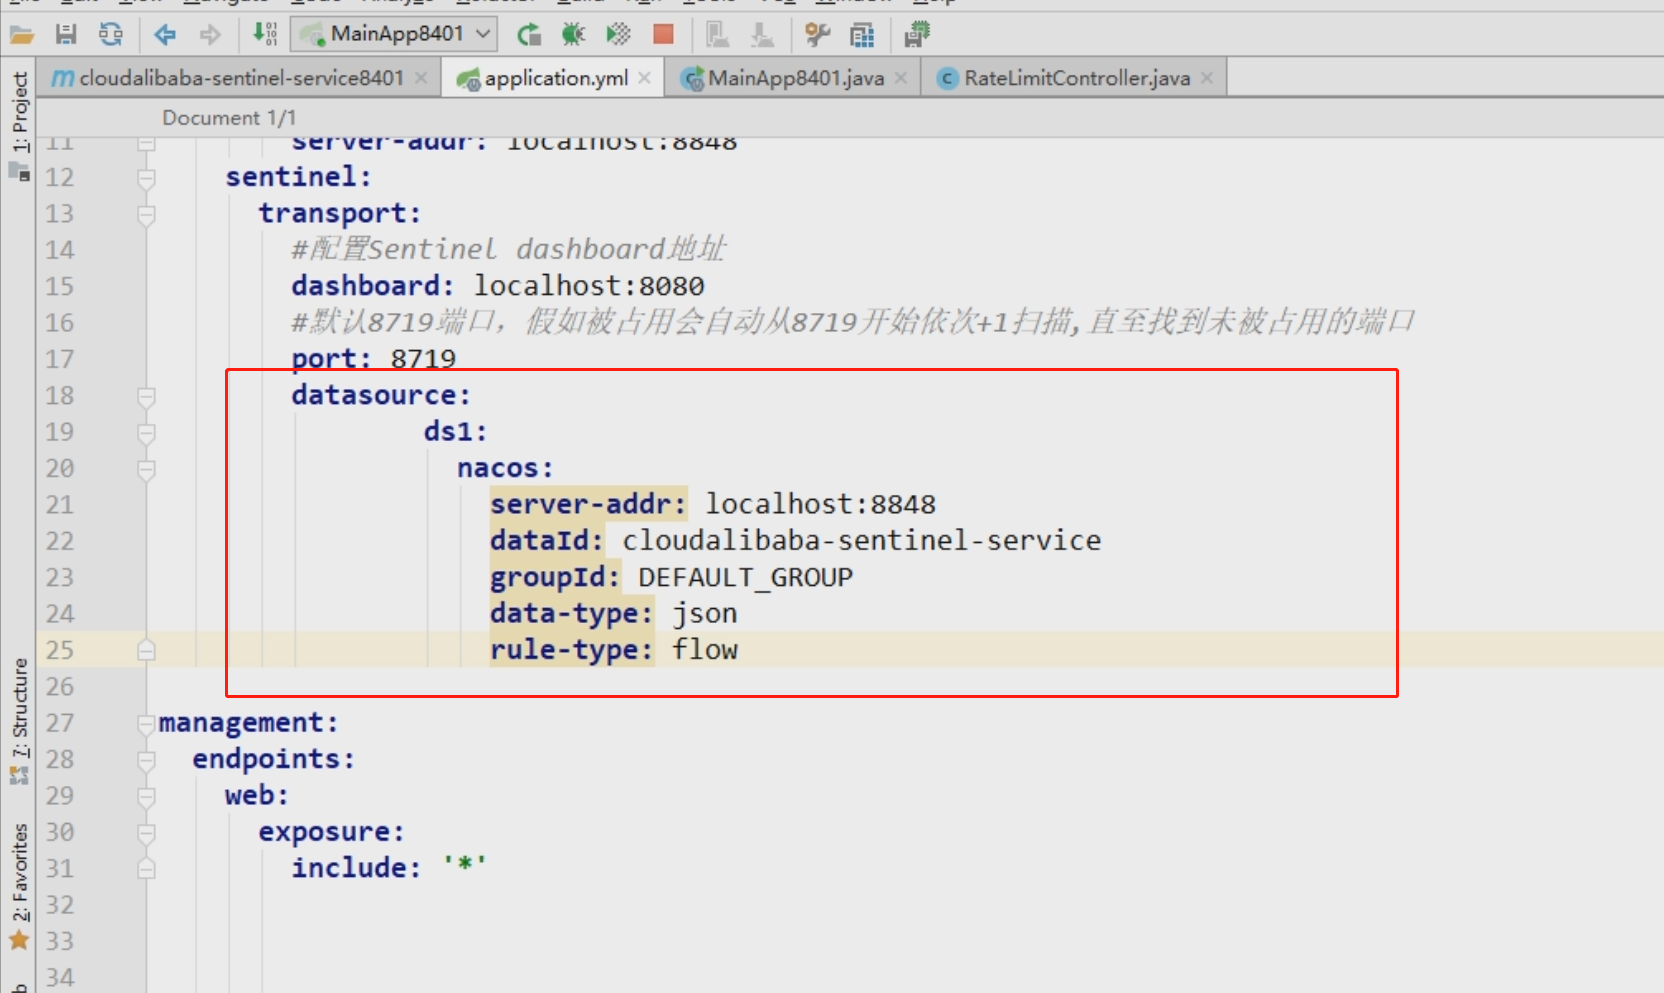 MainApp8401
cloudalibaba-sentinel-service8401
application.yml
MainApp8401.java
RateLimitController.java
1: Project
Document 1/1
11 server-addr: localhost:8848
12 sentinel:
13 transport:
14 #配置Sentinel dashboard地址
15 dashboard: localhost:8080
16 #默认8719端口，假如被占用会自动从8719开始依次+1扫描,直至找到未被占用的端口
17 port: 8719
18 datasource:
19 ds1:
20 nacos:
21 server-addr: localhost:8848
22 dataId: cloudalibaba-sentinel-service
23 groupId: DEFAULT_GROUP
24 data-type: json
25 rule-type: flow
26
27 management:
28 endpoints:
29 web:
30 exposure:
31 include: '*'
32
33
34
7: Structure
2: Favorites